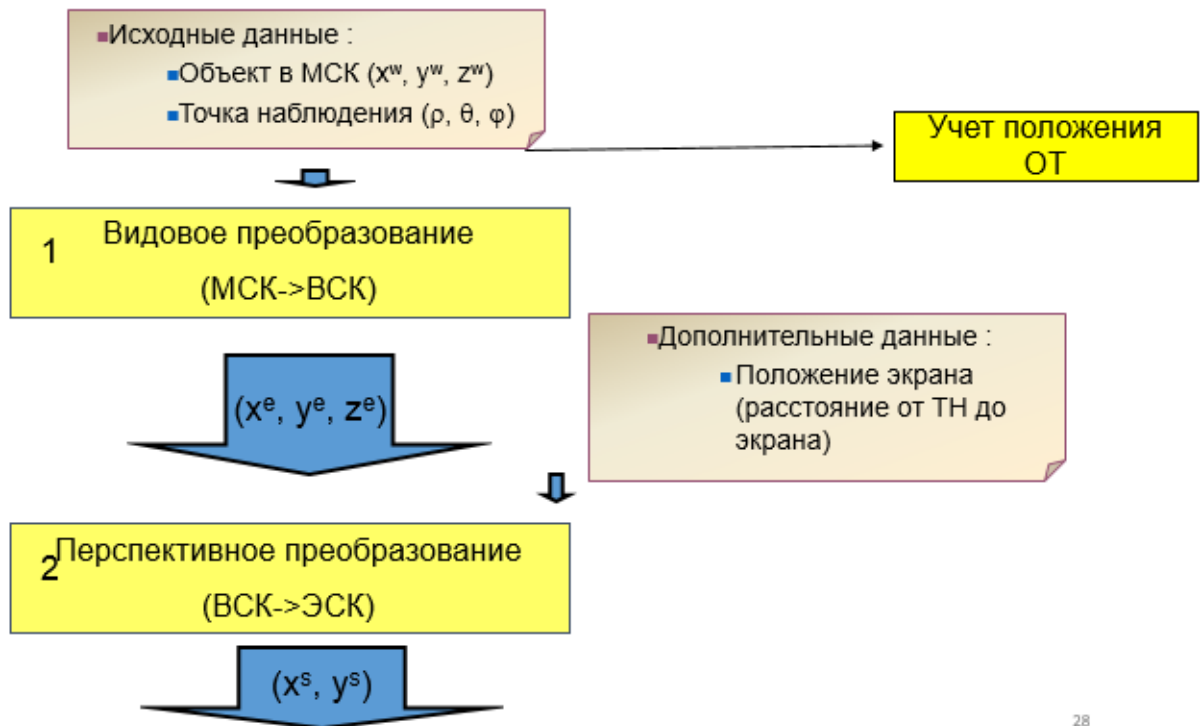 ▪Исходные данные :
▪Объект в МСК (xʷ, yʷ, zʷ)
▪Точка наблюдения (ρ, θ, φ)
Учет положения
ОТ
1 Видовое преобразование
(МСК->ВСК)
▪Дополнительные данные :
▪Положение экрана
(расстояние от ТН до
экрана)
(xᵉ, yᵉ, zᵉ)
2 Перспективное преобразование
(ВСК->ЭСК)
(xˢ, yˢ)
28